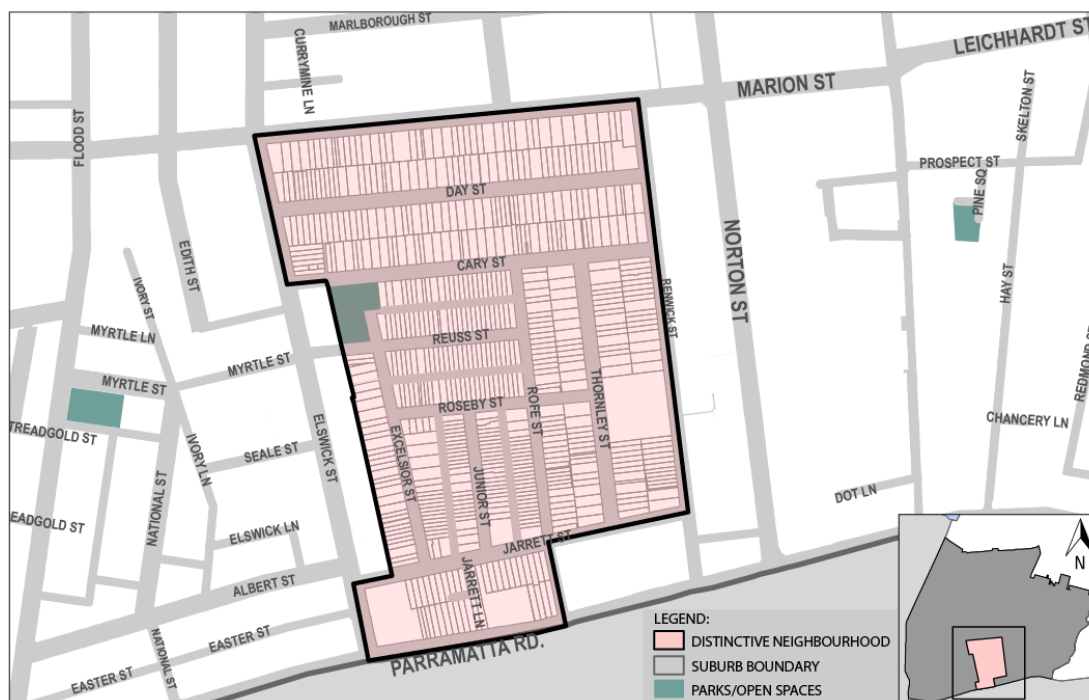 MARLBOROUGH ST
LEICHHARDT ST
CURRYMINE LN
MARION ST
SKELTON ST
FLOOD ST
PROSPECT ST
PINE SQ
DAY ST
EDITH ST
NORTON ST
CARY ST
HAY ST
IVORY ST
RENWICK ST
MYRTLE LN
REUSS ST
REDMOND ST
MYRTLE ST
MYRTLE ST
THORNLEY ST
ROFE ST
ROSEBY ST
CHANCERY LN
TREADGOLD ST
ELSWICK ST
EXCELSIOR ST
IVORY LN
SEALE ST
JUNIOR ST
DOT LN
NATIONAL ST
EADGOLD ST
ELSWICK LN
JARRETT ST
N
ALBERT ST
JARRETT LN
LEGEND:
DISTINCTIVE NEIGHBOURHOOD
EASTER ST
NATIONAL ST
PARRAMATTA RD.
SUBURB BOUNDARY
EASTER ST
PARKS/OPEN SPACES